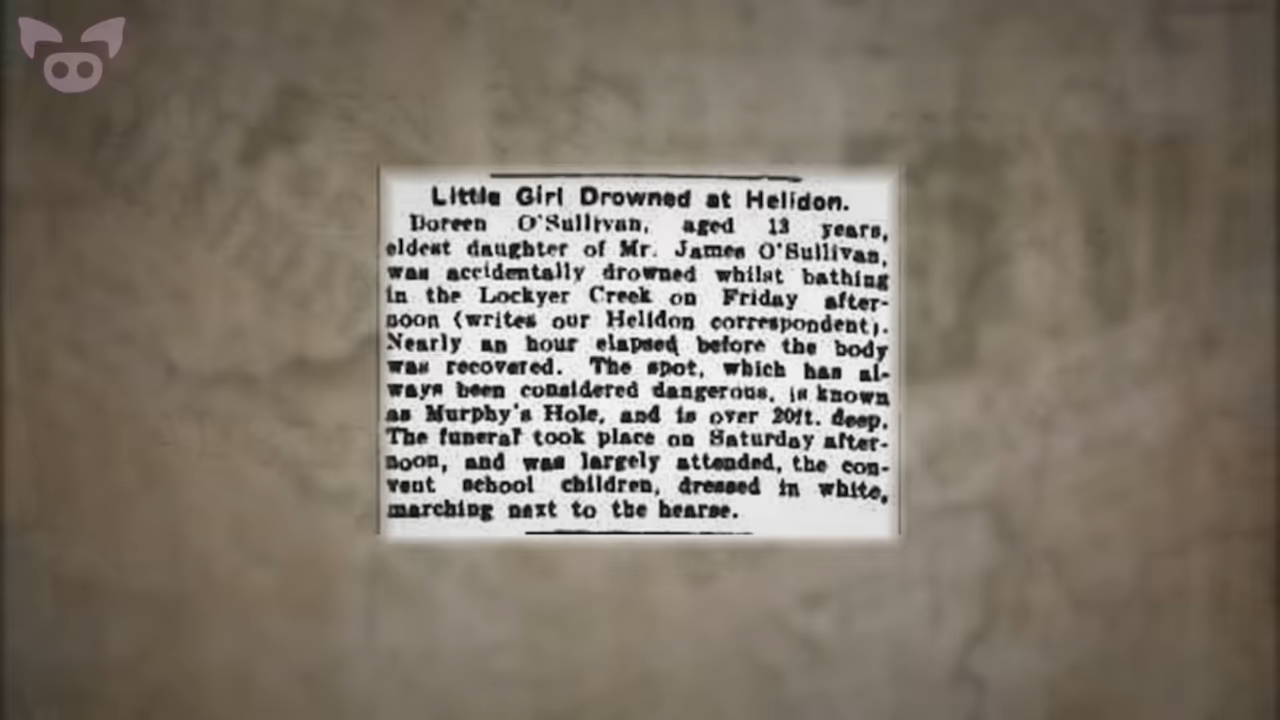 Little Girl Drowned at Helidon.
Doreen O'Sullivan, aged 13 years,
eldest daughter of Mr. James O'Sullivan,
was accidentally drowned whilst bathing
in the Lockyer Creek on Friday after-
noon (writes our Helidon correspondent).
Nearly an hour elapsed before the body
was recovered. The spot, which has al-
ways been considered dangerous, is known
as Murphy's Hole, and is over 20ft. deep.
The funeral took place on Saturday after-
noon, and was largely attended, the con-
vent school children, dressed in white,
marching next to the hearse.